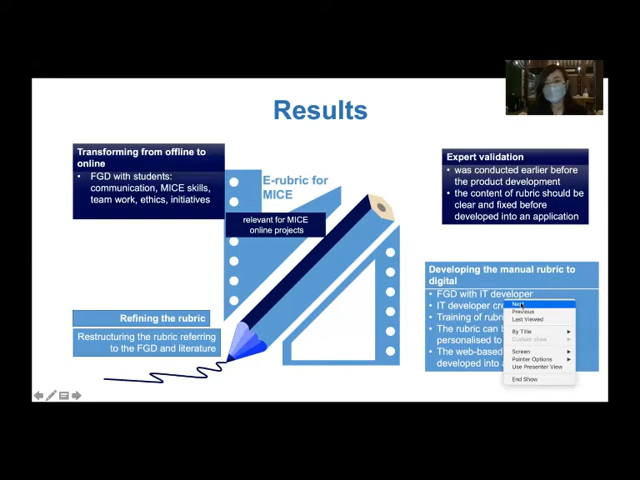 Results
Transforming from offline to
online
• FGD with students:
communication, MICE skills,
team work, ethics, initiatives
E-rubric for
MICE
relevant for MICE
online projects
Refining the rubric
Restructuring the rubric referring
to the FGD and literature
Expert validation
• was conducted earlier before
the product development
• the content of rubric should be
clear and fixed before
developed into an application
Developing the manual rubric to
digital
• FGD with IT developer
• IT developer
• Training of
• The rubric can
personalised to
• The web-based
developed into
Next
Previous
Last Viewed
By Title
Custom show
Screen
Pointer Options
Use Presenter View
End Show